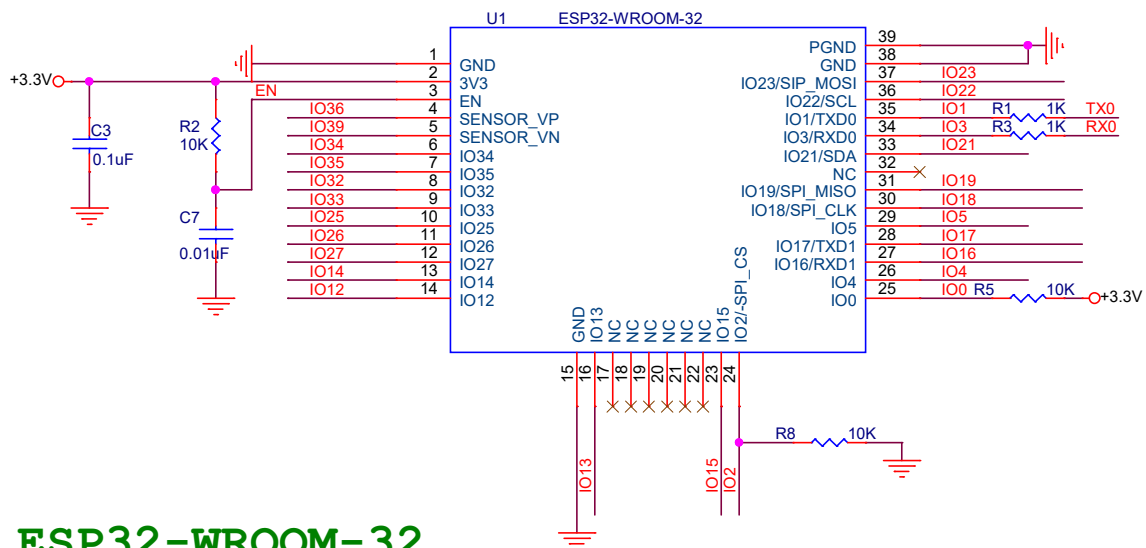 U1 ESP32-WROOM-32
+3.3V
EN
C3
0.1uF
R2
10K
C7
0.01uF
IO36
IO39
IO34
IO35
IO32
IO33
IO25
IO26
IO27
IO14
IO12
1 GND
2 3V3
3 EN
4 SENSOR_VP
5 SENSOR_VN
6 IO34
7 IO35
8 IO32
9 IO33
10 IO25
11 IO26
12 IO27
13 IO14
14 IO12
PGND 39
GND 38
IO23/SIP_MOSI 37 IO23
IO22/SCL 36 IO22
IO1/TXD0 35 IO1 R1 1K TX0
IO3/RXD0 34 IO3 R3 1K RX0
IO21/SDA 33 IO21
NC 32
IO19/SPI_MISO 31 IO19
IO18/SPI_CLK 30 IO18
IO5 29 IO5
IO17/TXD1 28 IO17
IO16/RXD1 27 IO16
IO4 26 IO4
IO0 25 IO0 R5 10K +3.3V
GND 15
IO13 16 IO13
NC 17
NC 18
NC 19
NC 20
NC 21
NC 22
IO15 23 IO15
IO2/-SPI_CS 24 IO2
R8 10K
ESP32-WROOM-32